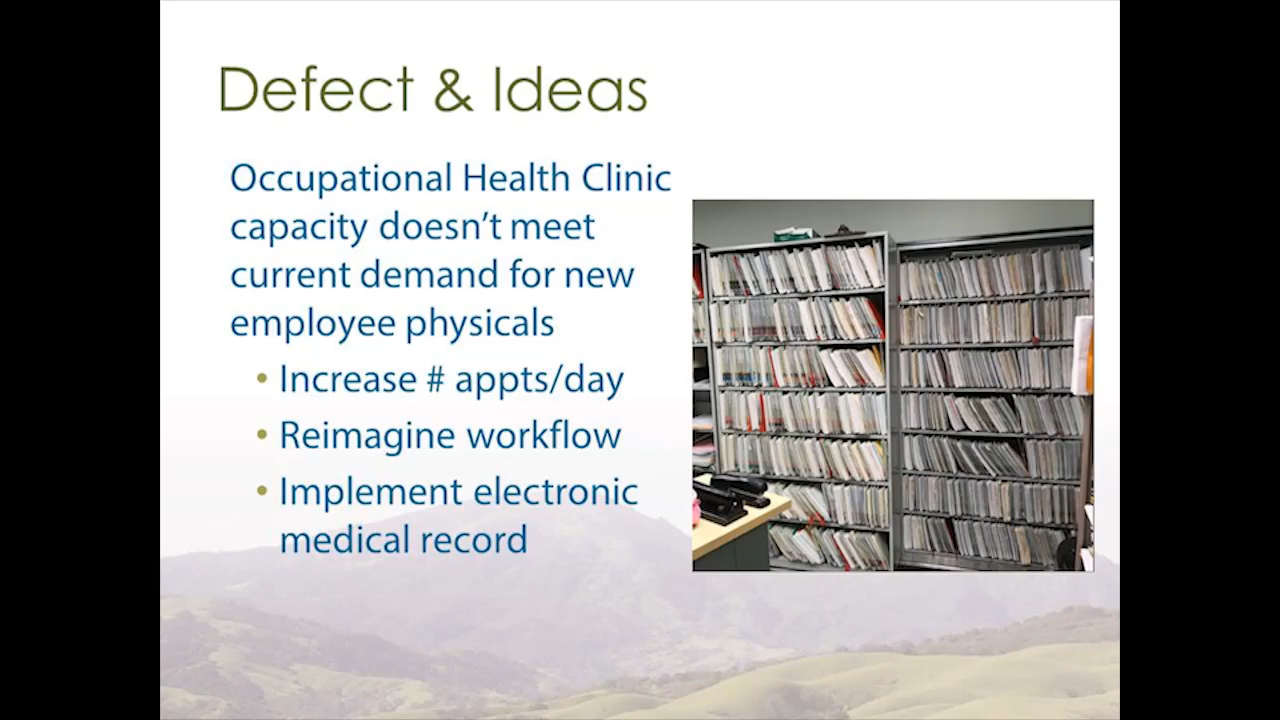 Defect & Ideas
Occupational Health Clinic
capacity doesn’t meet
current demand for new
employee physicals
• Increase # appts/day
• Reimagine workflow
• Implement electronic
medical record